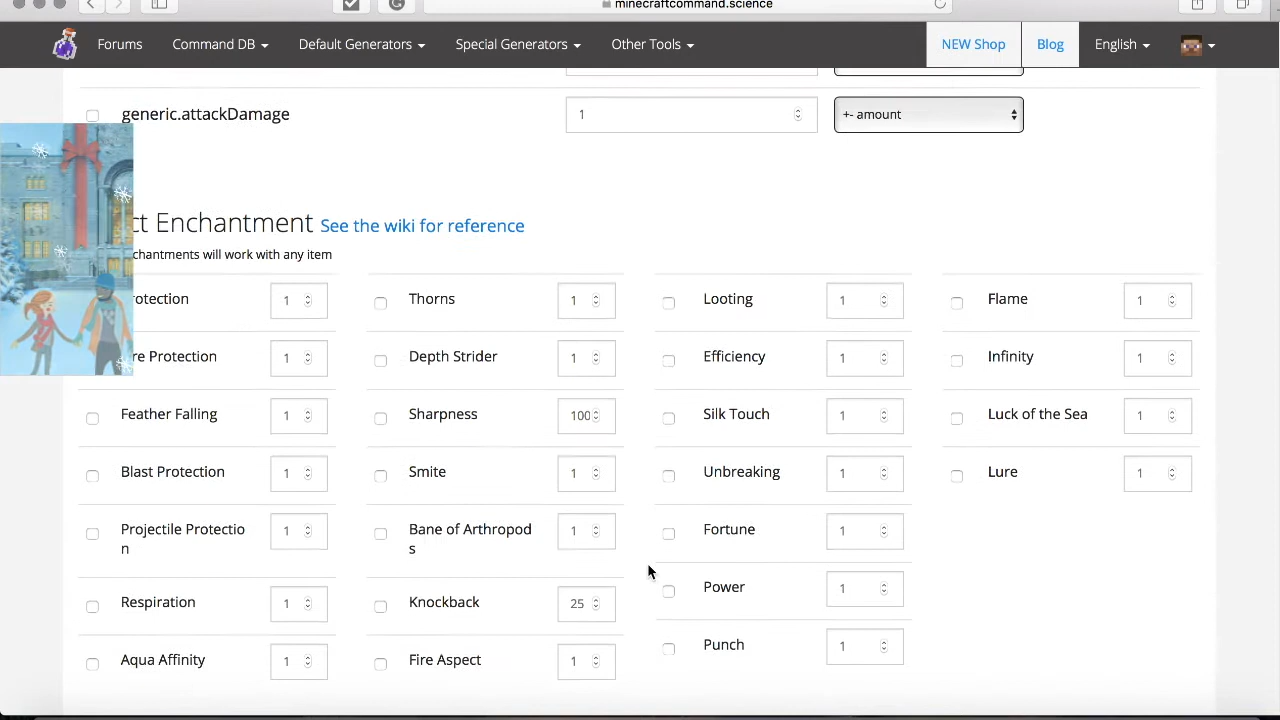 minecraftcommand.science
Forums Command DB Default Generators Special Generators Other Tools NEW Shop Blog English
generic.attackDamage 1 +- amount
ct Enchantment See the wiki for reference
chantments will work with any item
rotection 1 Thorns 1 Looting 1 Flame 1
re Protection 1 Depth Strider 1 Efficiency 1 Infinity 1
Feather Falling 1 Sharpness 100 Silk Touch 1 Luck of the Sea 1
Blast Protection 1 Smite 1 Unbreaking 1 Lure 1
Projectile Protectio 1 Bane of Arthropod 1 Fortune 1
n s
Power 1
Respiration 1 Knockback 25
Punch 1
Aqua Affinity 1 Fire Aspect 1